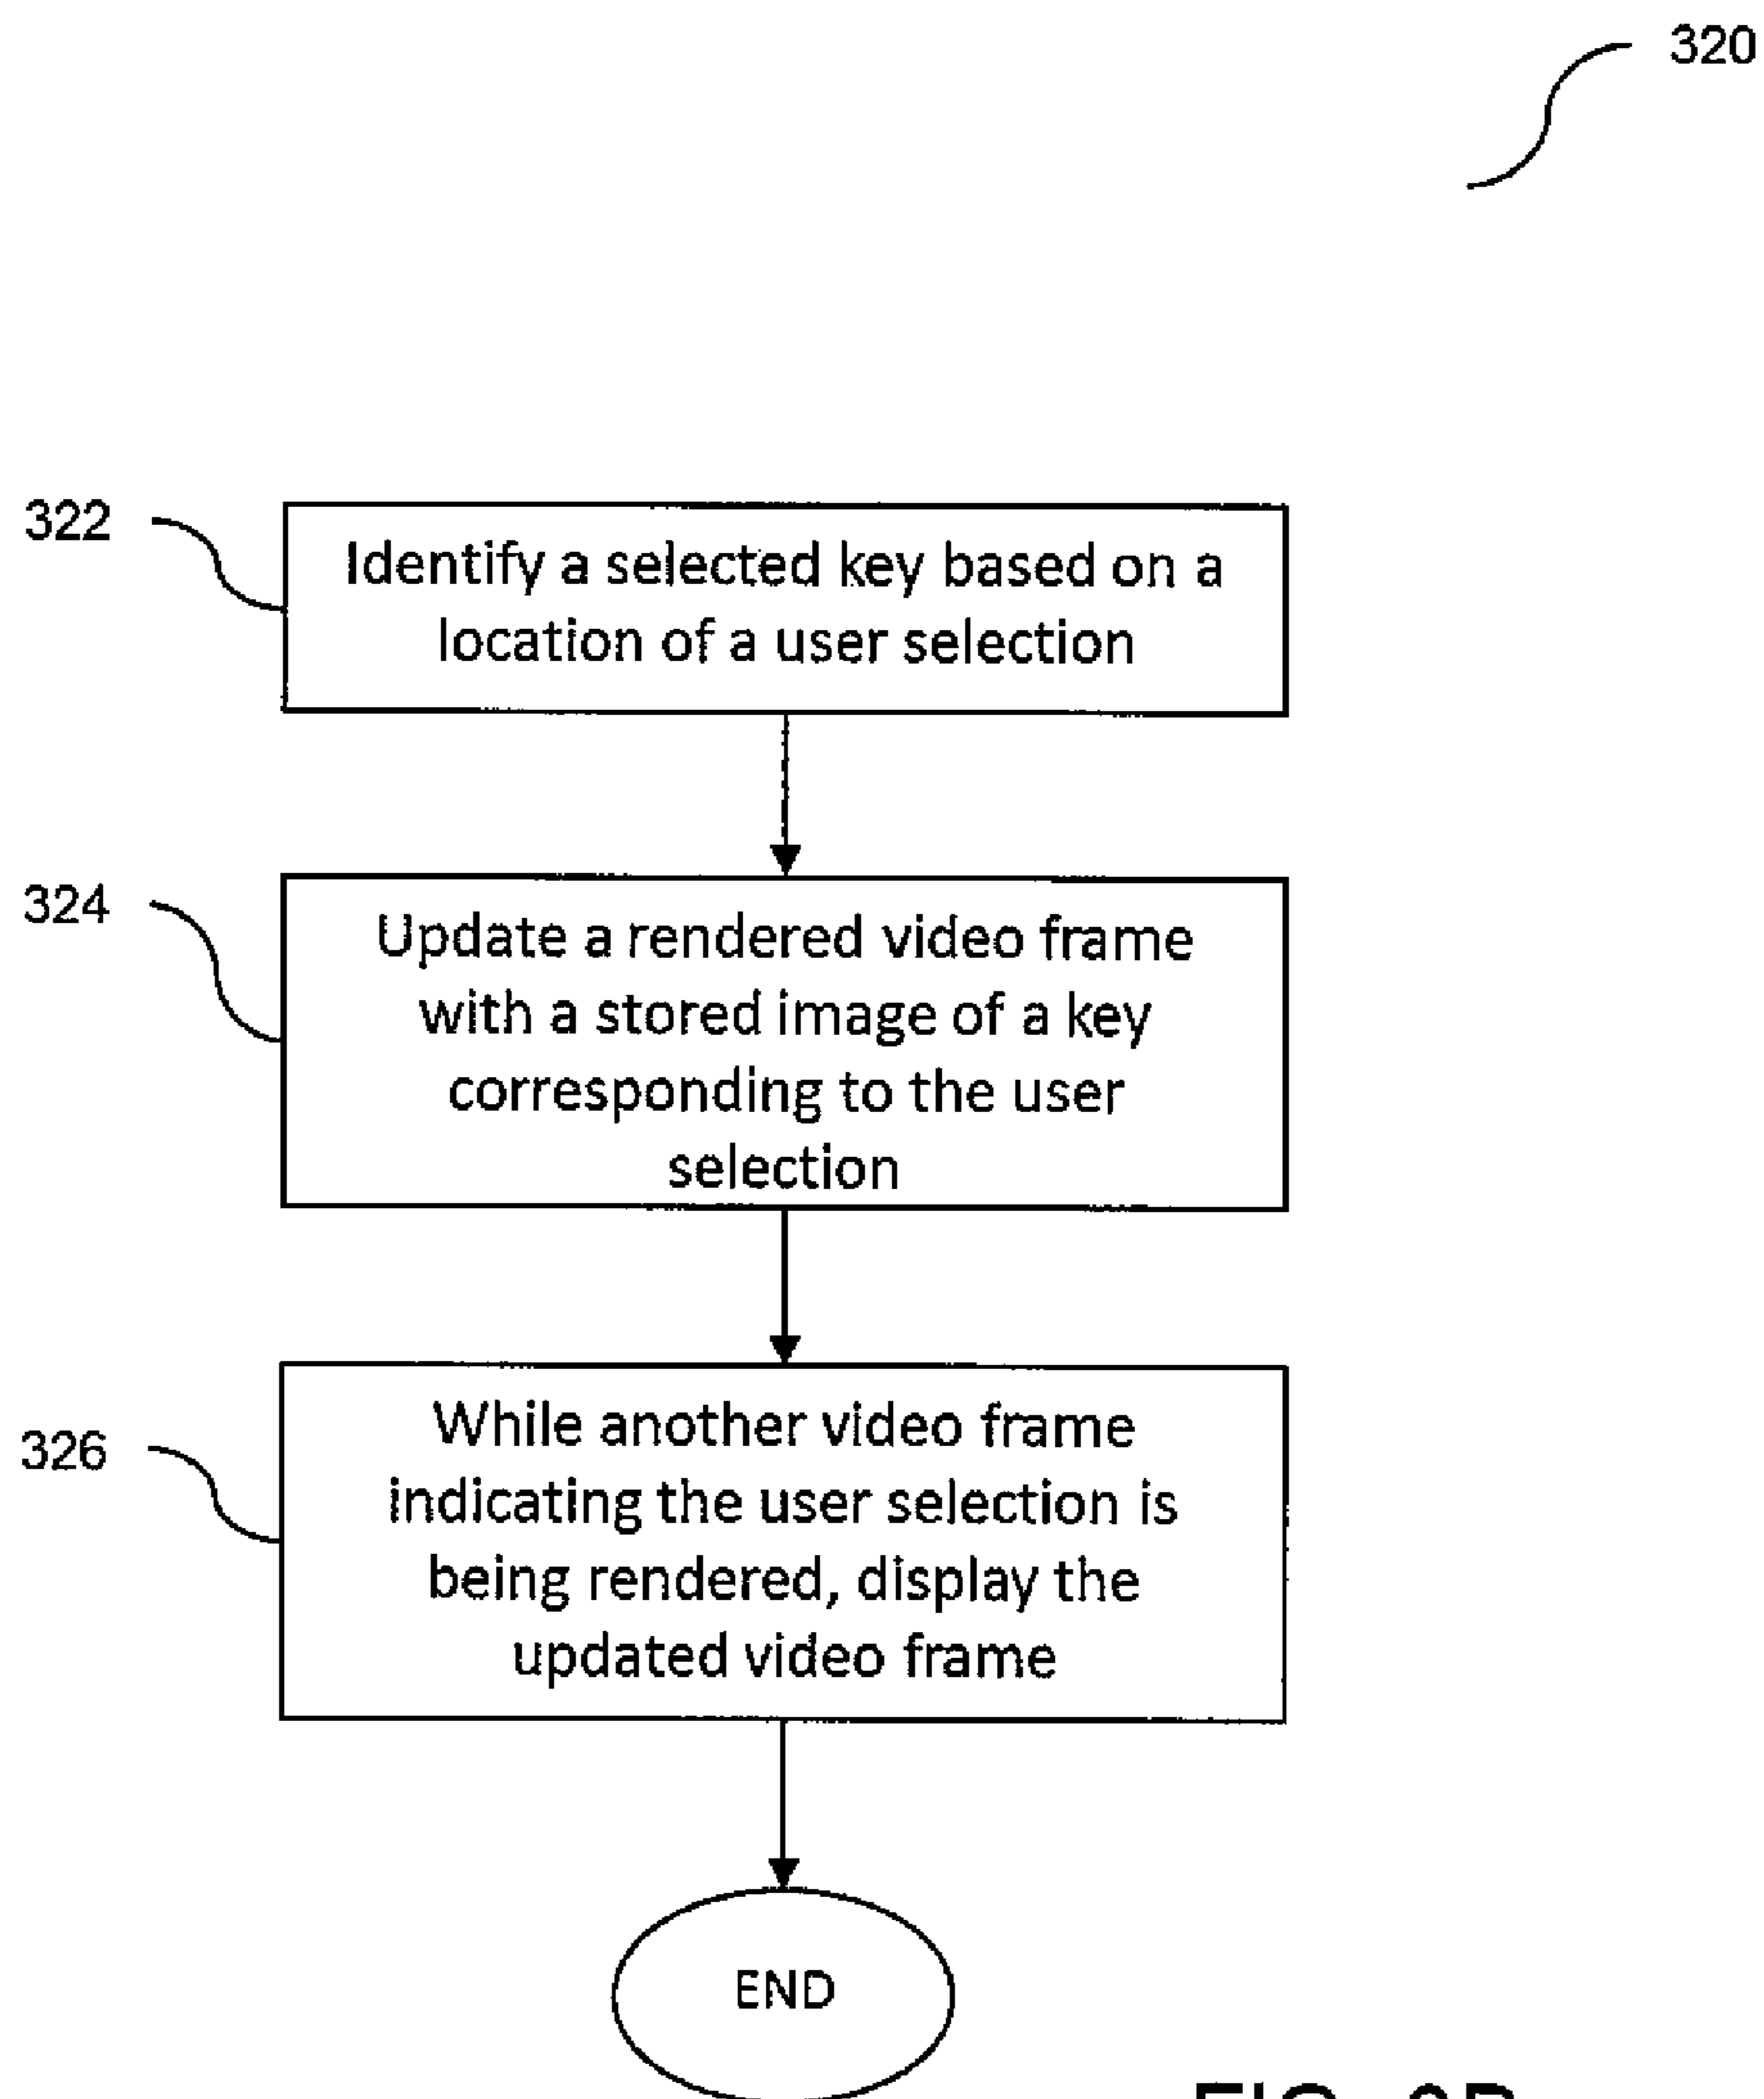 320
322
Identify a selected key based on a
location of a user selection
324
Update a rendered video frame
with a stored image of a key
corresponding to the user
selection
326
While another video frame
indicating the user selection is
being rendered, display the
updated video frame
END